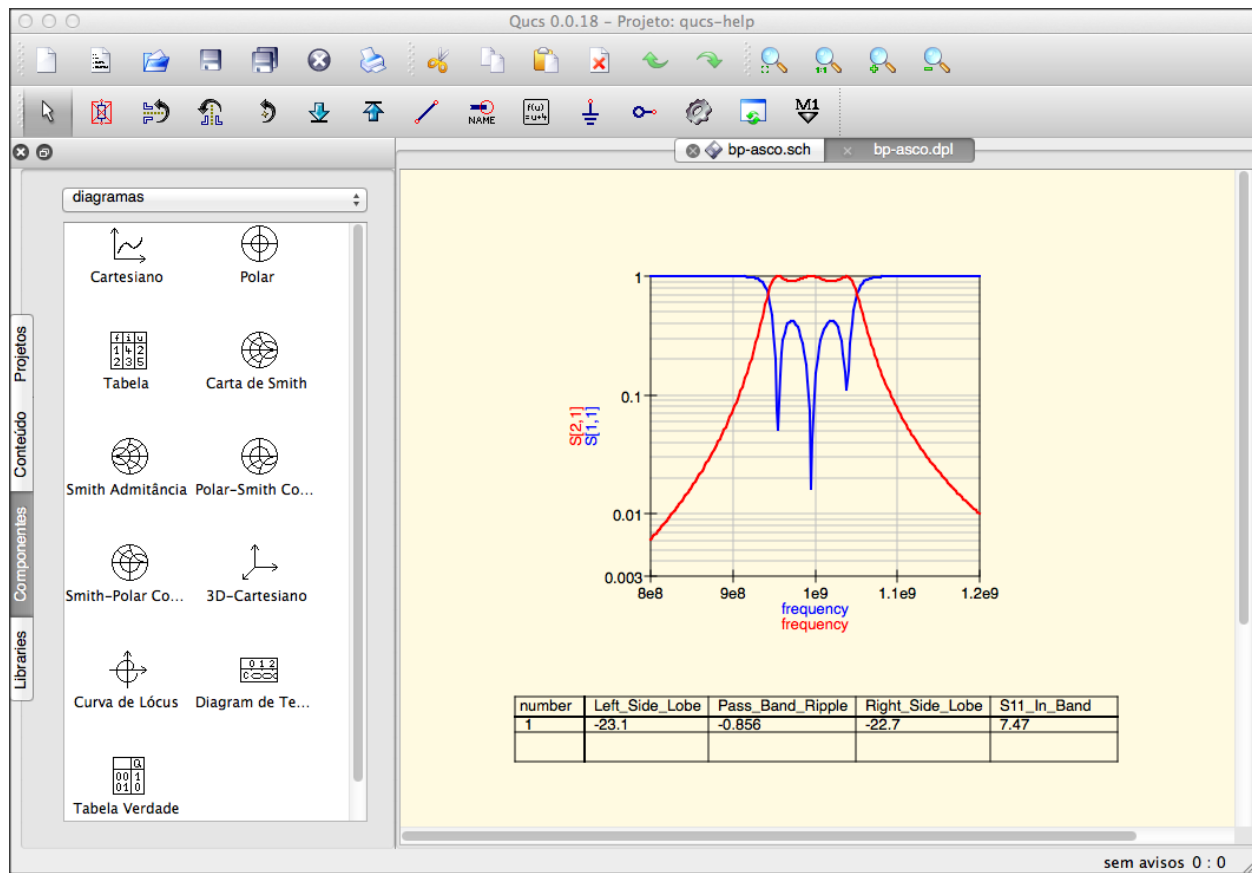 Qucs 0.0.18 – Projeto: qucs-help
NAME
f(u)
=u+4
M1
bp-asco.sch
bp-asco.dpl
diagramas
Cartesiano
Polar
Tabela
Carta de Smith
Smith Admitância
Polar-Smith Co...
Smith-Polar Co...
3D-Cartesiano
Curva de Lócus
Diagram de Te...
Tabela Verdade
Projetos
Conteúdo
Componentes
Libraries
1
0.1
0.01
0.003
S[2,1]
S[1,1]
8e8 9e8 1e9 1.1e9 1.2e9
frequency
frequency
number Left_Side_Lobe Pass_Band_Ripple Right_Side_Lobe S11_In_Band
1 -23.1 -0.856 -22.7 7.47
sem avisos 0 : 0